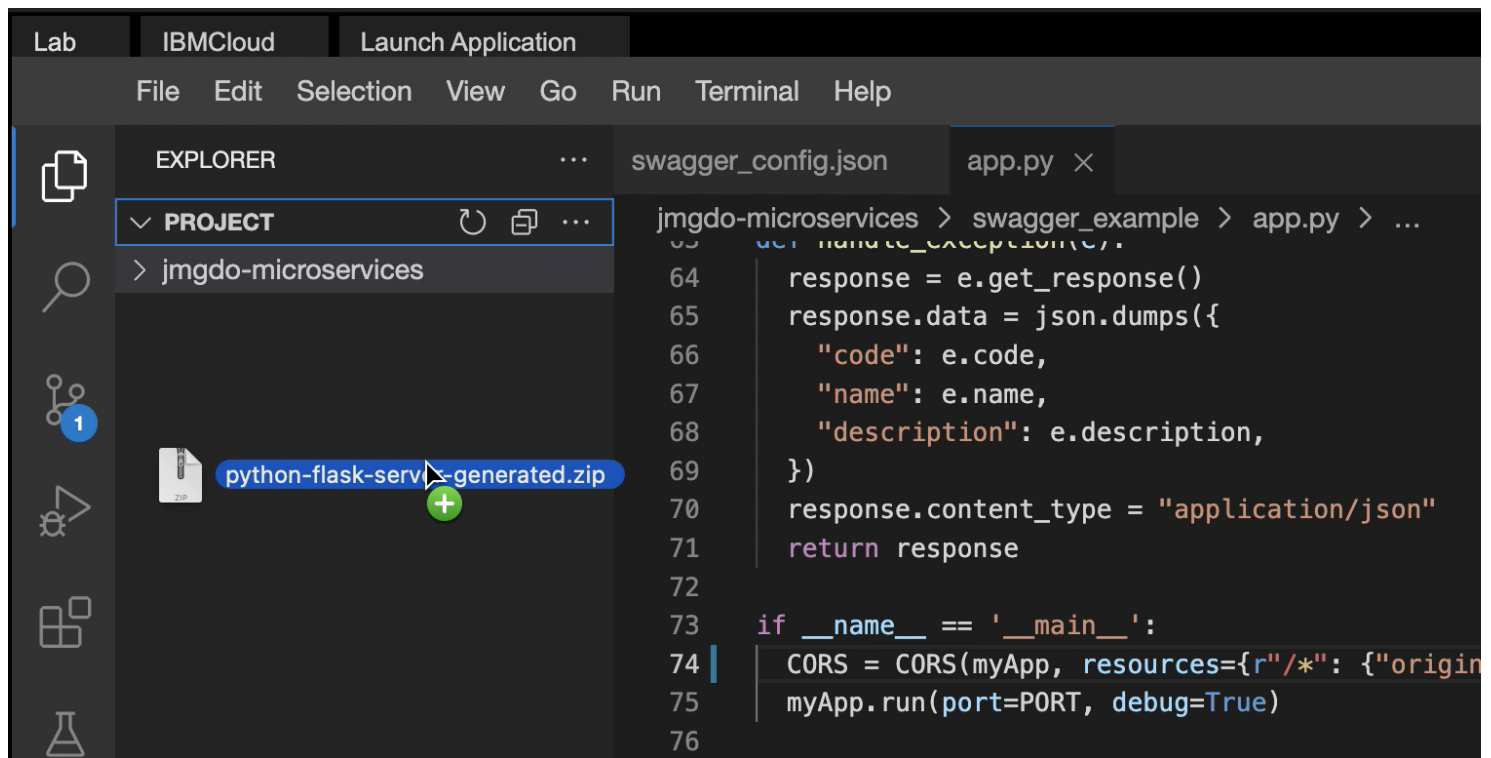 Lab IBMCloud Launch Application
File Edit Selection View Go Run Terminal Help
EXPLORER ...
swagger_config.json app.py ×
PROJECT ...
jmgdo-microservices > swagger_example > app.py > ...
> jmgdo-microservices
63 def handle_exception(e):
64 response = e.get_response()
65 response.data = json.dumps({
66 "code": e.code,
67 "name": e.name,
68 "description": e.description,
69 })
70 response.content_type = "application/json"
71 return response
72
73 if __name__ == '__main__':
74 CORS = CORS(myApp, resources={r"/*": {"origin
75 myApp.run(port=PORT, debug=True)
76
1
ZIP
python-flask-server-generated.zip